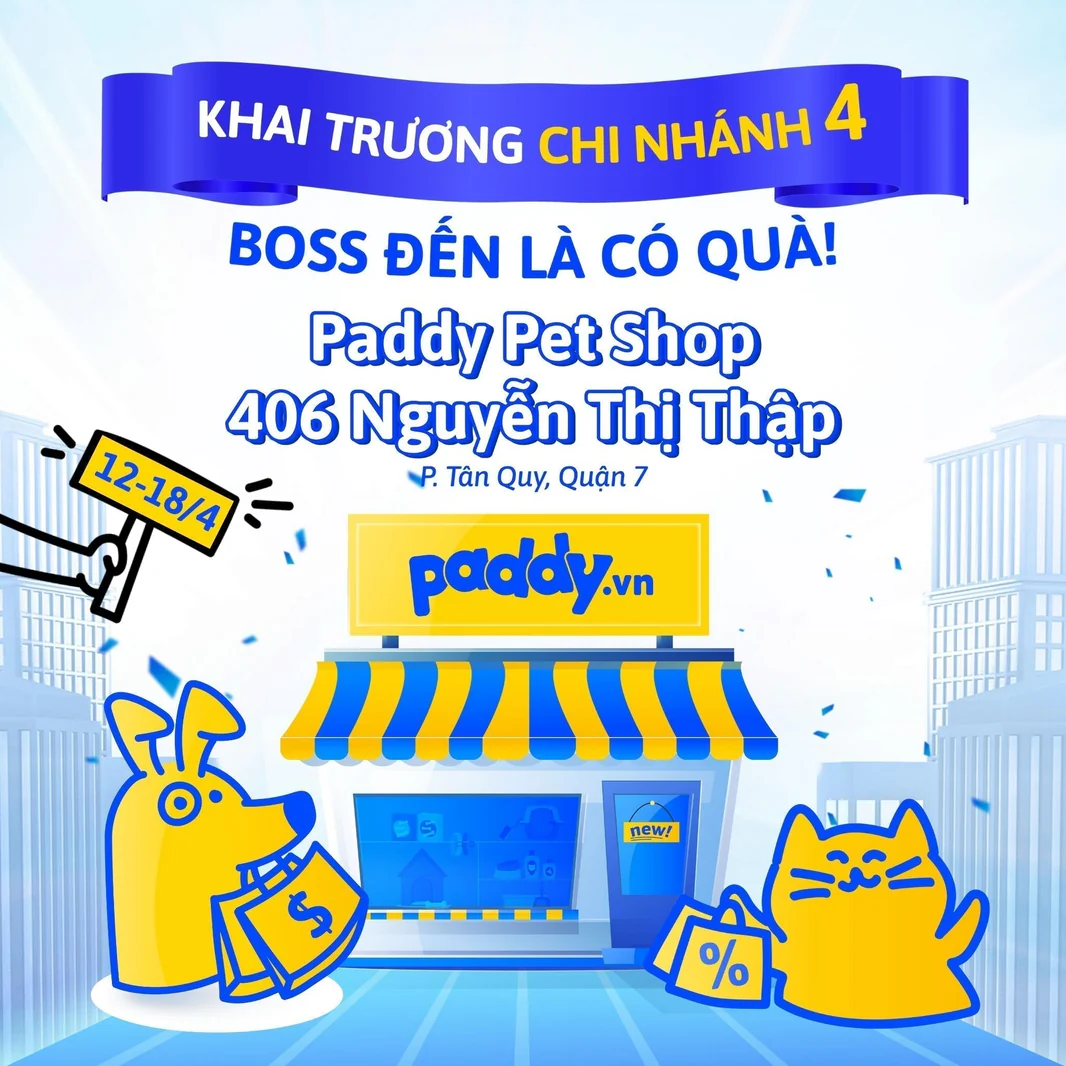 KHAI TRƯƠNG CHI NHÁNH 4
BOSS ĐẾN LÀ CÓ QUÀ!
Paddy Pet Shop
406 Nguyễn Thị Thập
P. Tân Quy, Quận 7
12-18/4
paddy.vn
new!
$
%